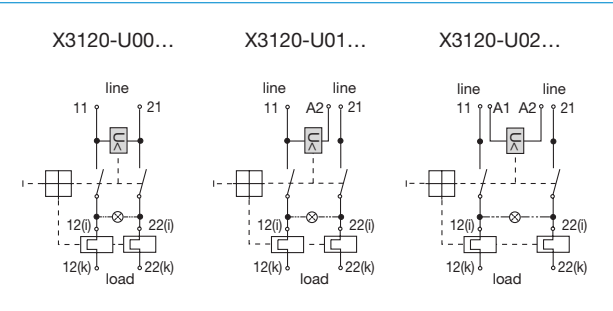 X3120-U00... X3120-U01... X3120-U02...
line line line line line
11 21 11 A2 21 11 A1 A2 21
U< U< U<
12(i) 22(i) 12(i) 22(i) 12(i) 22(i)
12(k) 22(k) 12(k) 22(k) 12(k) 22(k)
load load load